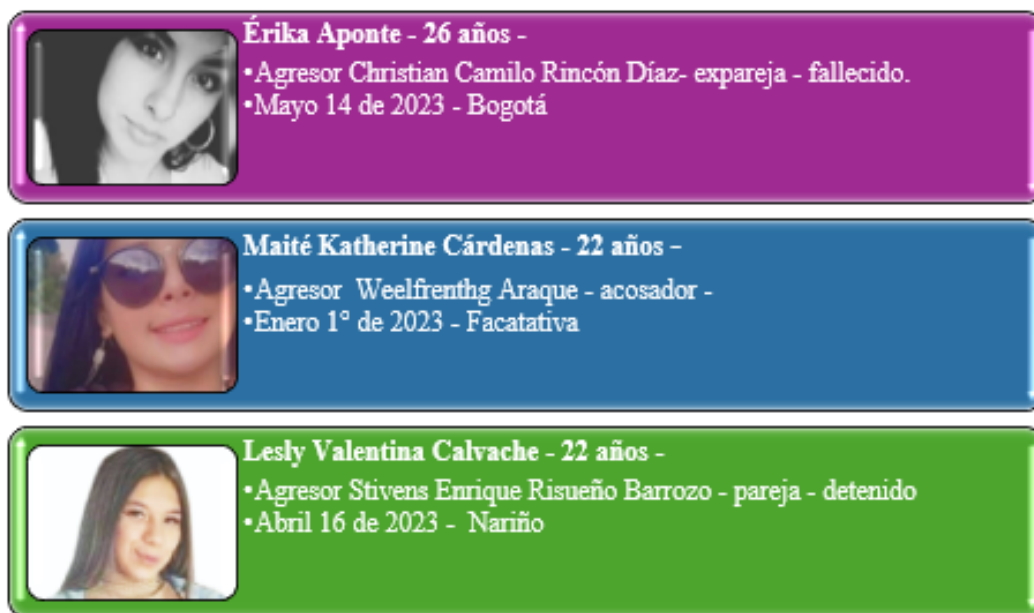 Érika Aponte - 26 años -
•Agresor Christian Camilo Rincón Díaz- expareja - fallecido.
•Mayo 14 de 2023 - Bogotá
Maité Katherine Cárdenas - 22 años –
•Agresor  Weelfrenthg Araque - acosador -
•Enero 1° de 2023 - Facatativa
Lesly Valentina Calvache - 22 años -
•Agresor Stivens Enrique Risueño Barrozo - pareja - detenido
•Abril 16 de 2023 -  Nariño